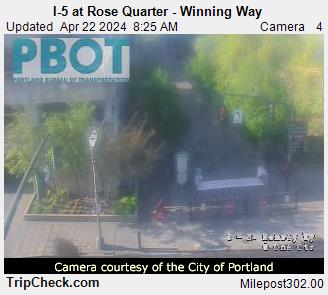 I-5 at Rose Quarter - Winning Way
Updated Apr 22 2024 8:25 AM Camera 4
PBOT
PORTLAND BUREAU OF TRANSPORTATION
Camera courtesy of the City of Portland
TripCheck.com Milepost302.00